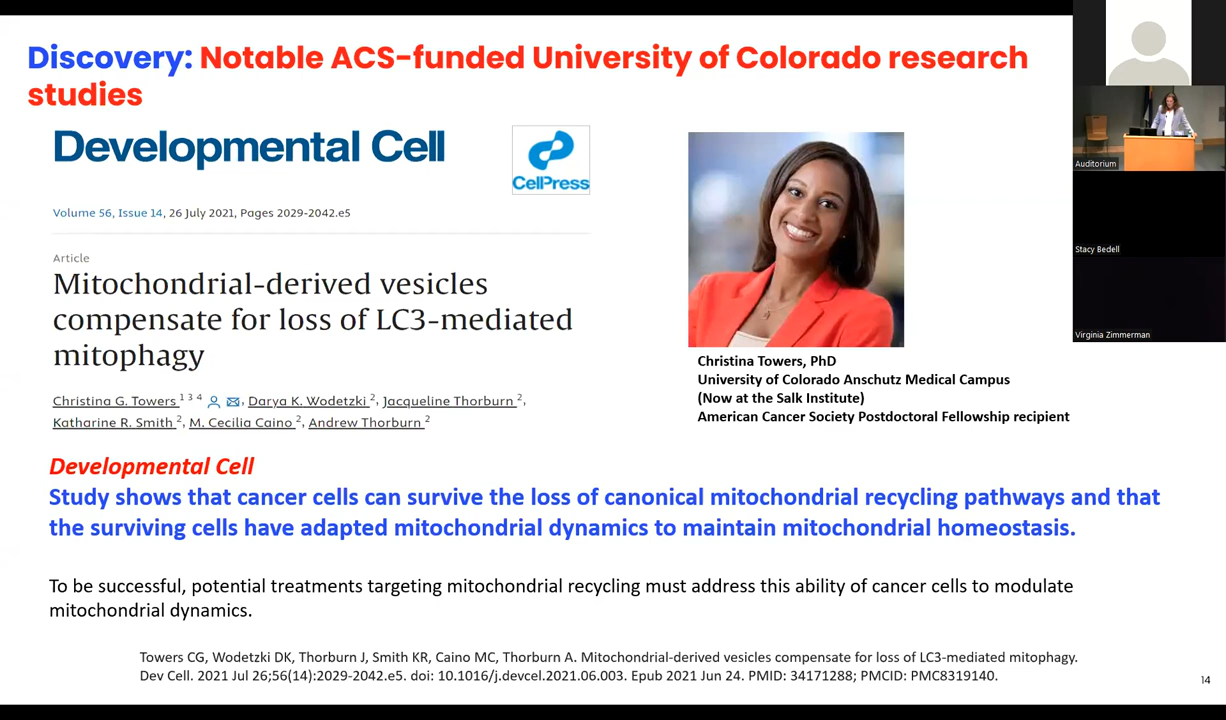 Discovery: Notable ACS-funded University of Colorado research
studies
Developmental Cell
CellPress
Volume 56, Issue 14, 26 July 2021, Pages 2029-2042.e5
Article
Mitochondrial-derived vesicles
compensate for loss of LC3-mediated
mitophagy
Christina G. Towers 1 3 4, Darya K. Wodetzki 2, Jacqueline Thorburn 2,
Katharine R. Smith 2, M. Cecilia Caino 2, Andrew Thorburn 2
Christina Towers, PhD
University of Colorado Anschutz Medical Campus
(Now at the Salk Institute)
American Cancer Society Postdoctoral Fellowship recipient
Developmental Cell
Study shows that cancer cells can survive the loss of canonical mitochondrial recycling pathways and that
the surviving cells have adapted mitochondrial dynamics to maintain mitochondrial homeostasis.
To be successful, potential treatments targeting mitochondrial recycling must address this ability of cancer cells to modulate
mitochondrial dynamics.
Towers CG, Wodetzki DK, Thorburn J, Smith KR, Caino MC, Thorburn A. Mitochondrial-derived vesicles compensate for loss of LC3-mediated mitophagy.
Dev Cell. 2021 Jul 26;56(14):2029-2042.e5. doi: 10.1016/j.devcel.2021.06.003. Epub 2021 Jun 24. PMID: 34171288; PMCID: PMC8319140.
14
Auditorium
Stacy Bedell
Virginia Zimmerman